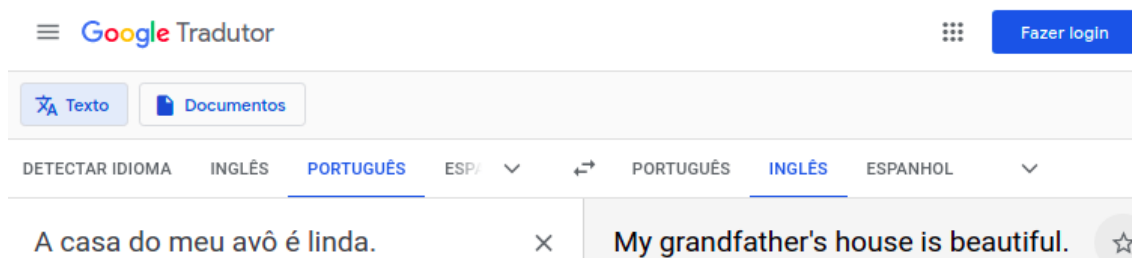 Google Tradutor Fazer login
Texto Documentos
DETECTAR IDIOMA INGLÊS PORTUGUÊS ESP PORTUGUÊS INGLÊS ESPANHOL
A casa do meu avô é linda. My grandfather's house is beautiful.